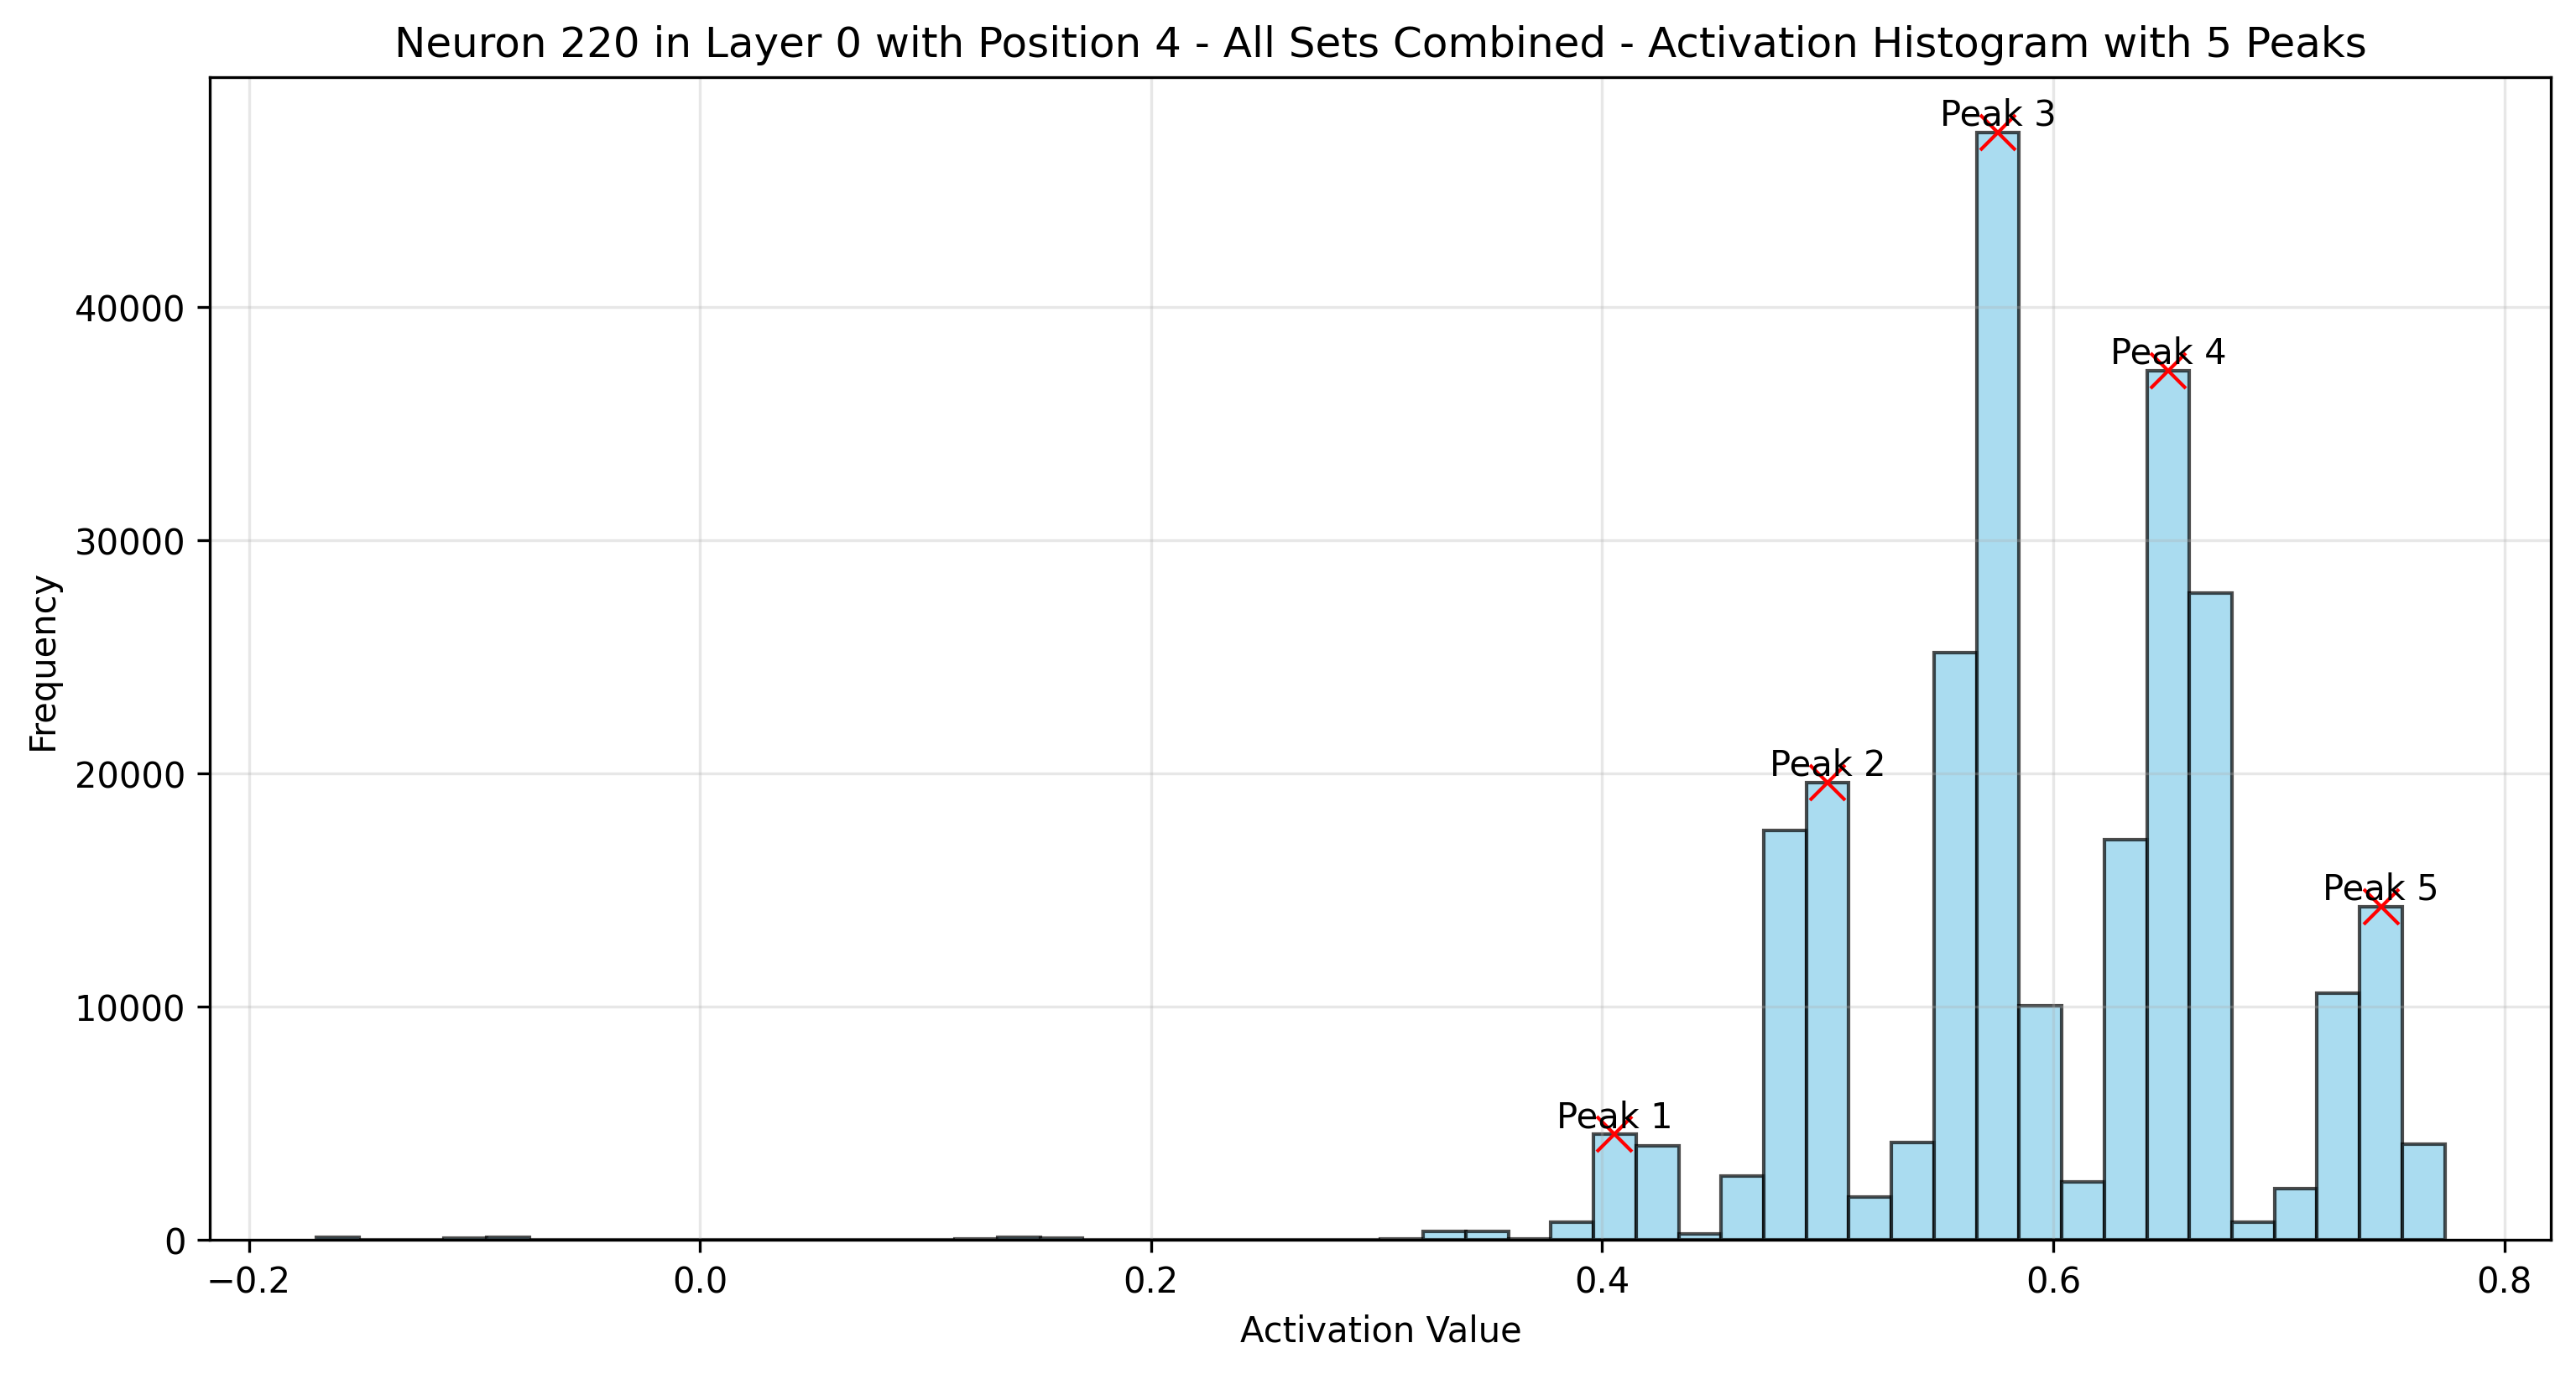 Neuron 220 in Layer 0 with Position 4 - All Sets Combined - Activation Histogram with 5 Peaks
Peak 3
40000
Peak 4
30000
Frequency
20000
Peak 2
Peak 5
10000
Peak 1
0
−0.2 0.0 0.2 0.4 0.6 0.8
Activation Value